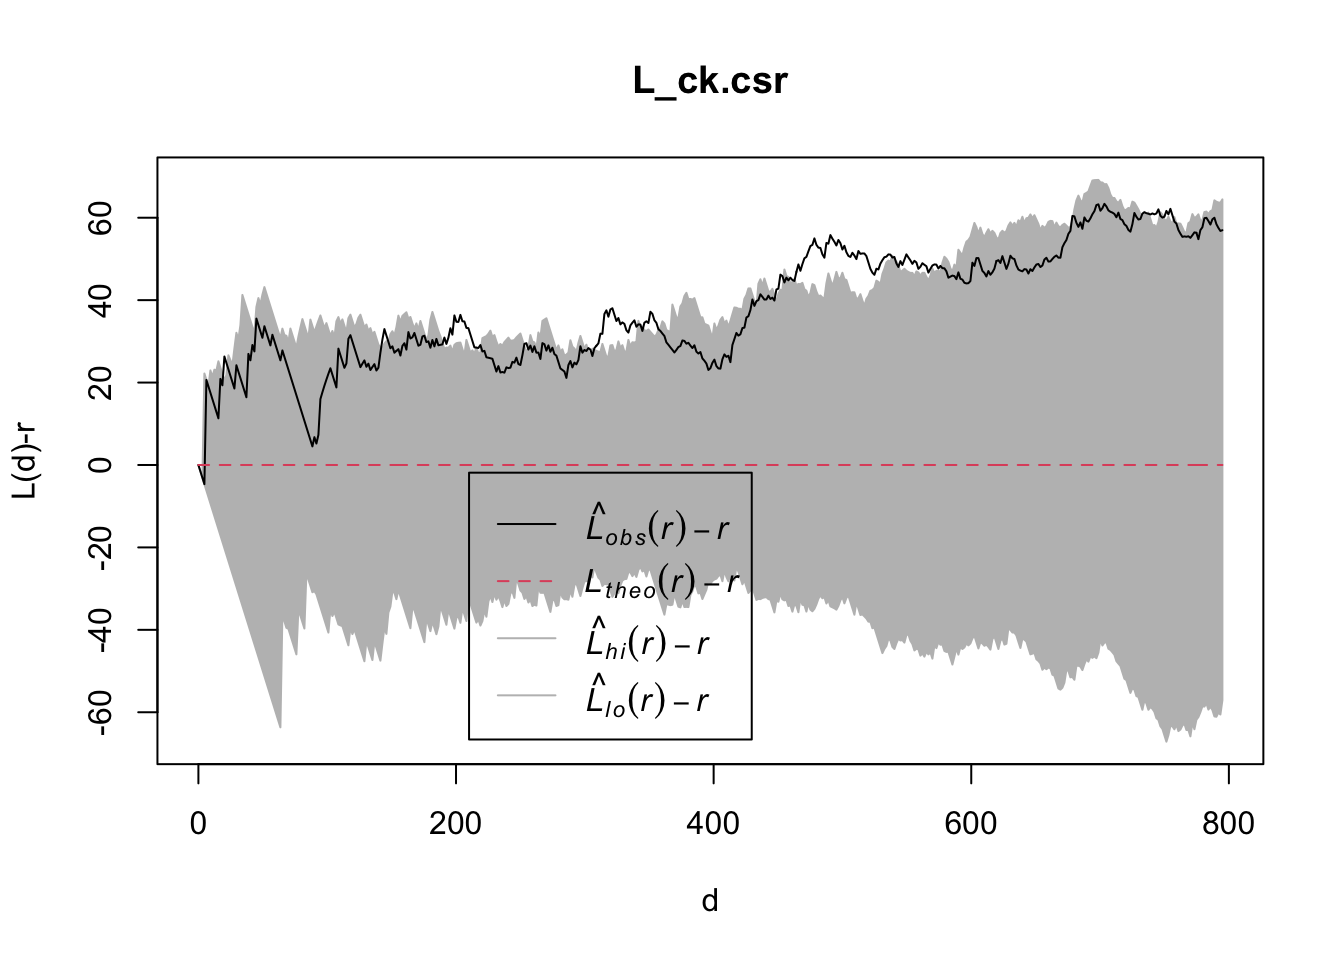 L_ck.csr
L(d)-r
60
40
20
0
-20
-40
-60
L̂obs(r) − r
Ltheo(r) − r
L̂hi(r) − r
L̂lo(r) − r
0 200 400 600 800
d